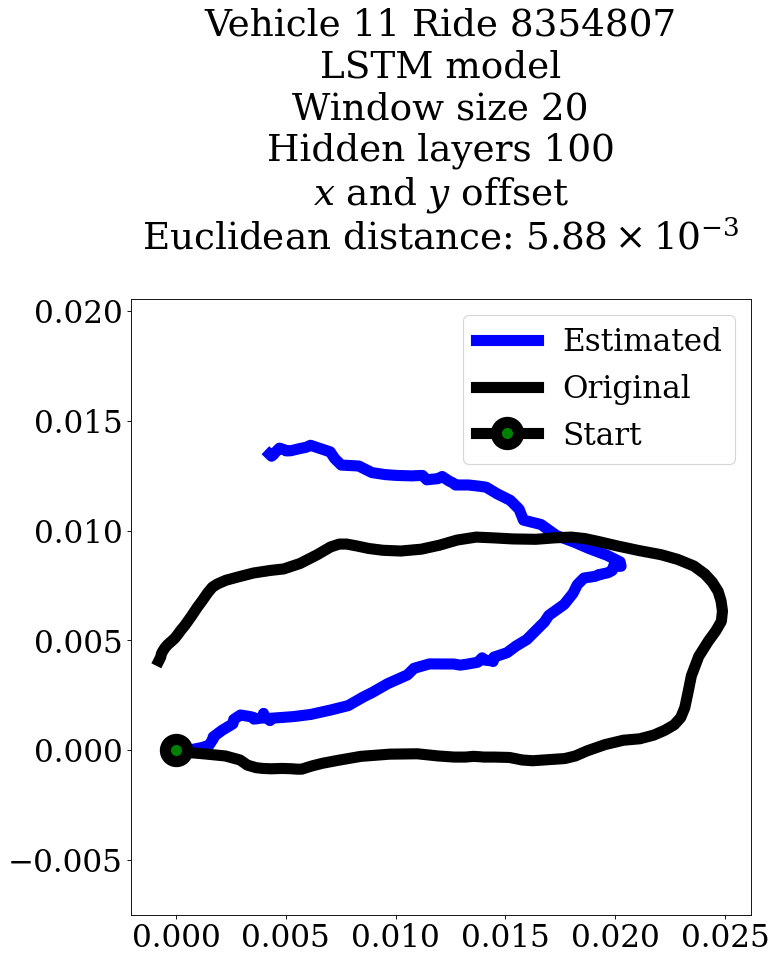 Vehicle 11 Ride 8354807
LSTM model
Window size 20
Hidden layers 100
x and y offset
Euclidean distance: 5.88 × 10⁻³
0.020
0.015
0.010
0.005
0.000
−0.005
Estimated
Original
Start
0.000 0.005 0.010 0.015 0.020 0.025